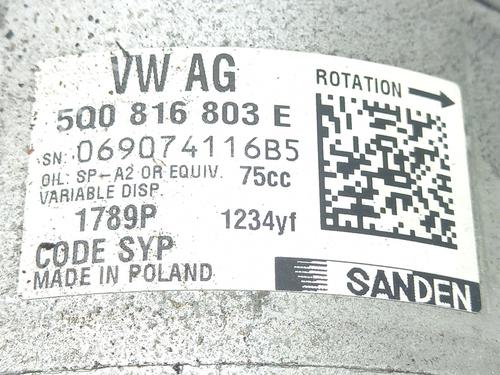 VW AG
ROTATION
5Q0 816 803 E
SN: 069074116B5
OIL: SP-A2 OR EQUIV. 75cc
VARIABLE DISP.
1789P 1234yf
CODE SYP
MADE IN POLAND
SANDEN